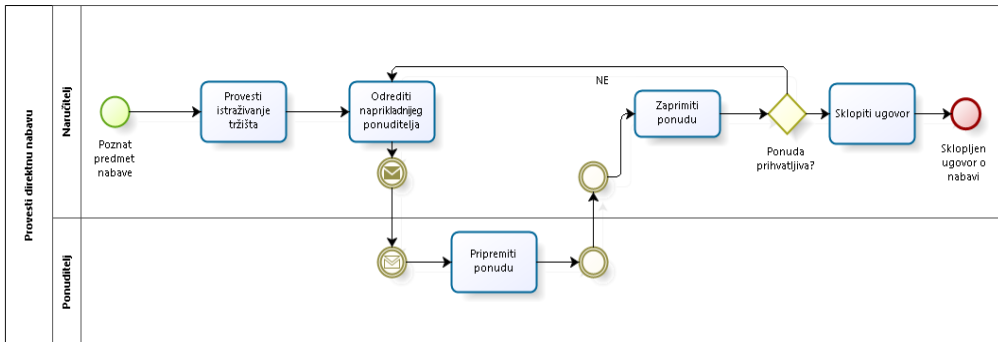 Provesti direktnu nabavu
Naručitelj
Poznat
predmet
nabave
Provesti
istraživanje
tržišta
Odrediti
naprikladnijeg
ponuditelja
NE
Zaprimiti
ponudu
Ponuda
prihvatljiva?
Sklopiti ugovor
Sklopljen
ugovor o
nabavi
Ponuditelj
Pripremiti
ponudu